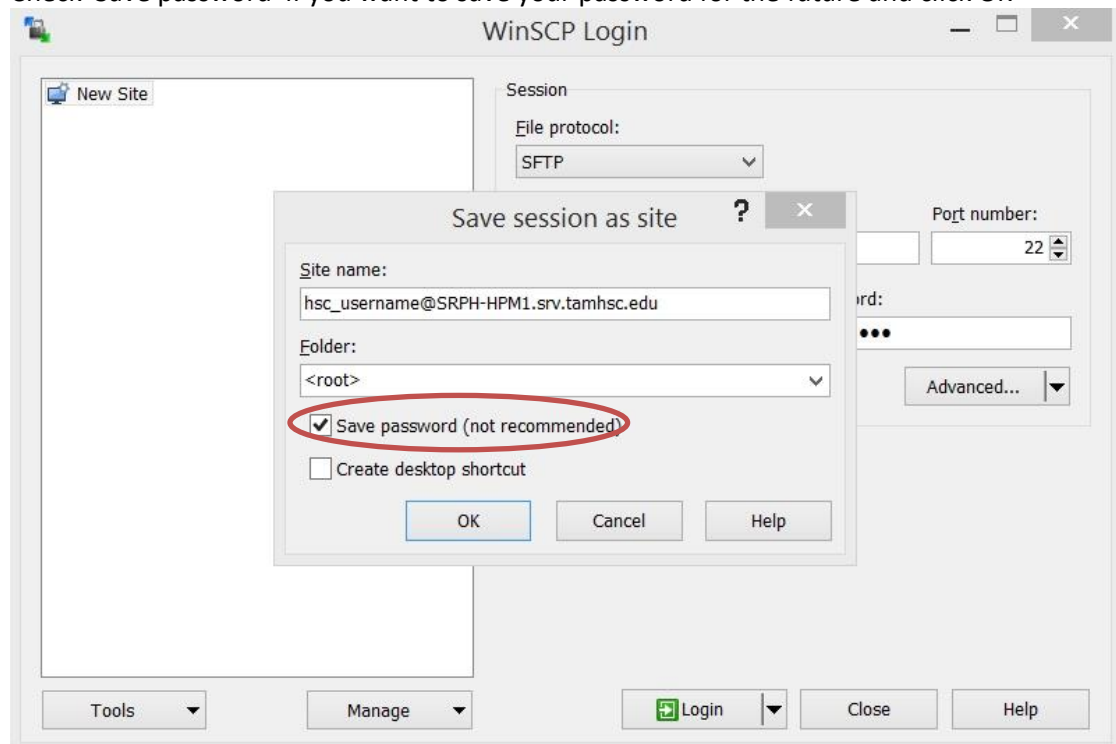 WinSCP Login
New Site
Session
File protocol:
SFTP
Port number:
22
Save session as site
?
Site name:
hsc_username@SRPH-HPM1.srv.tamhsc.edu
Folder:
<root>
Save password (not recommended)
Create desktop shortcut
OK
Cancel
Help
Advanced...
Tools
Manage
Login
Close
Help